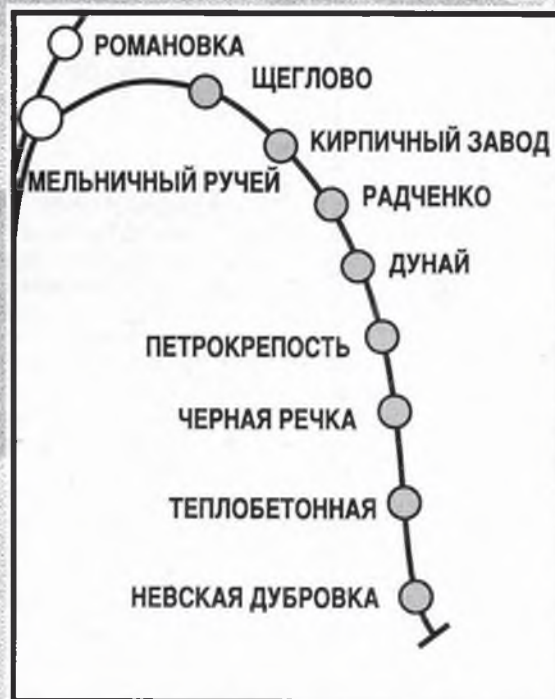 РОМАНОВКА
ЩЕГЛОВО
КИРПИЧНЫЙ ЗАВОД
МЕЛЬНИЧНЫЙ РУЧЕЙ
РАДЧЕНКО
ДУНАЙ
ПЕТРОКРЕПОСТЬ
ЧЕРНАЯ РЕЧКА
ТЕПЛОБЕТОННАЯ
НЕВСКАЯ ДУБРОВКА